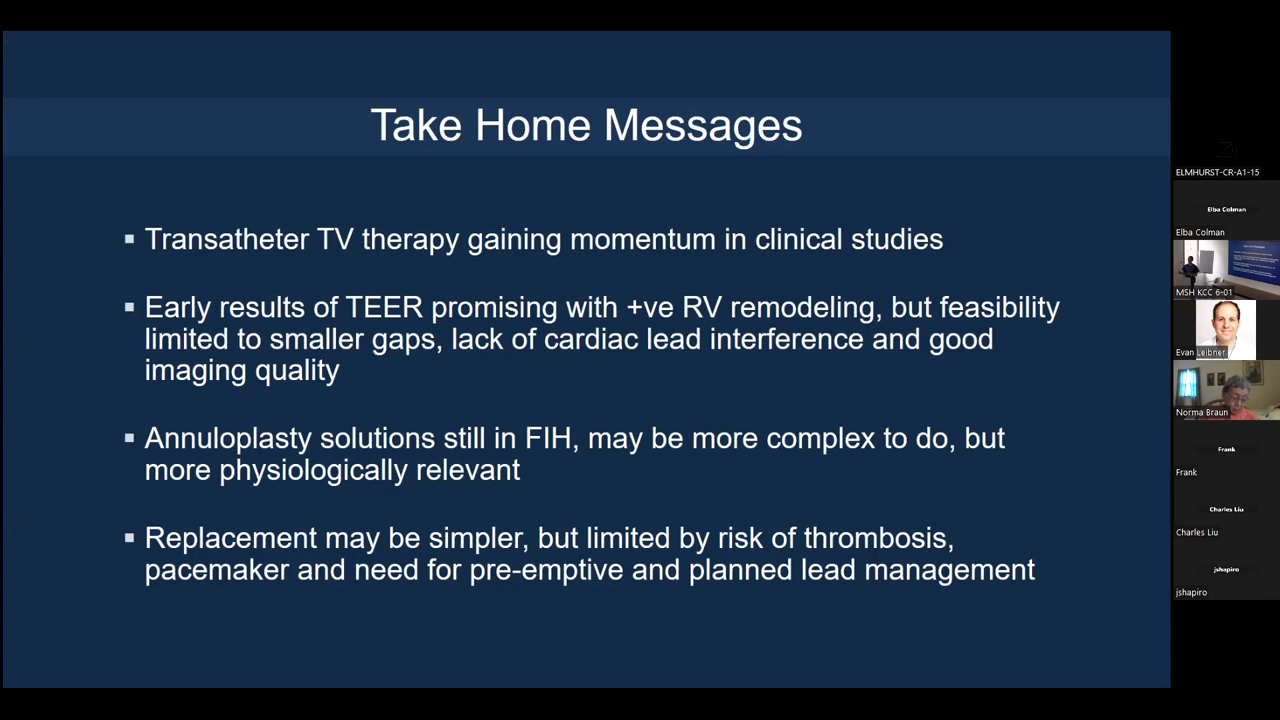 Take Home Messages
▪ Transatheter TV therapy gaining momentum in clinical studies
▪ Early results of TEER promising with +ve RV remodeling, but feasibility
limited to smaller gaps, lack of cardiac lead interference and good
imaging quality
▪ Annuloplasty solutions still in FIH, may be more complex to do, but
more physiologically relevant
▪ Replacement may be simpler, but limited by risk of thrombosis,
pacemaker and need for pre-emptive and planned lead management
ELMHURST-CR-A1-15
Elba Colman
Elba Colman
MSH KCC 6-01
Evan Leibner
Norma Braun
Frank
Frank
Charles Liu
Charles Liu
jshapiro
jshapiro